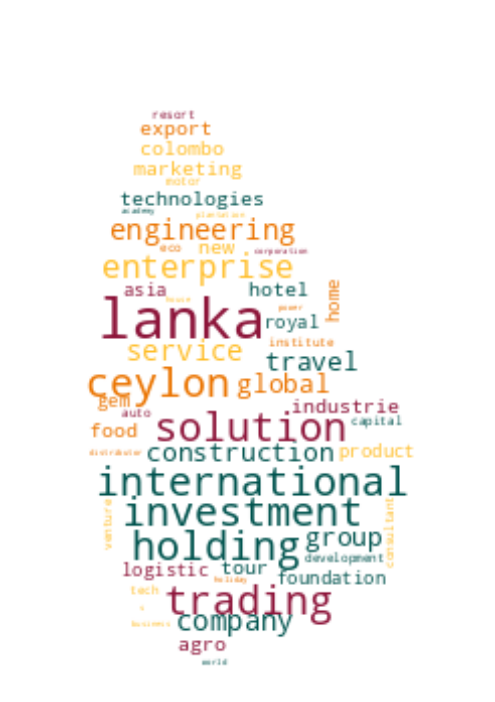 resort
export
colombo
marketing
motor
technologies
academy
plantation
engineering
eco new corporation
enterprise
asia hotel
house
home
lanka
power
royal
institute
service
travel
ceylon global
gem
industrie
auto
capital
food solution
distributor construction product
international
investment
venture
consultant
holding group
development
logistic tour
holiday foundation
tech
trading
s
business company
agro
world